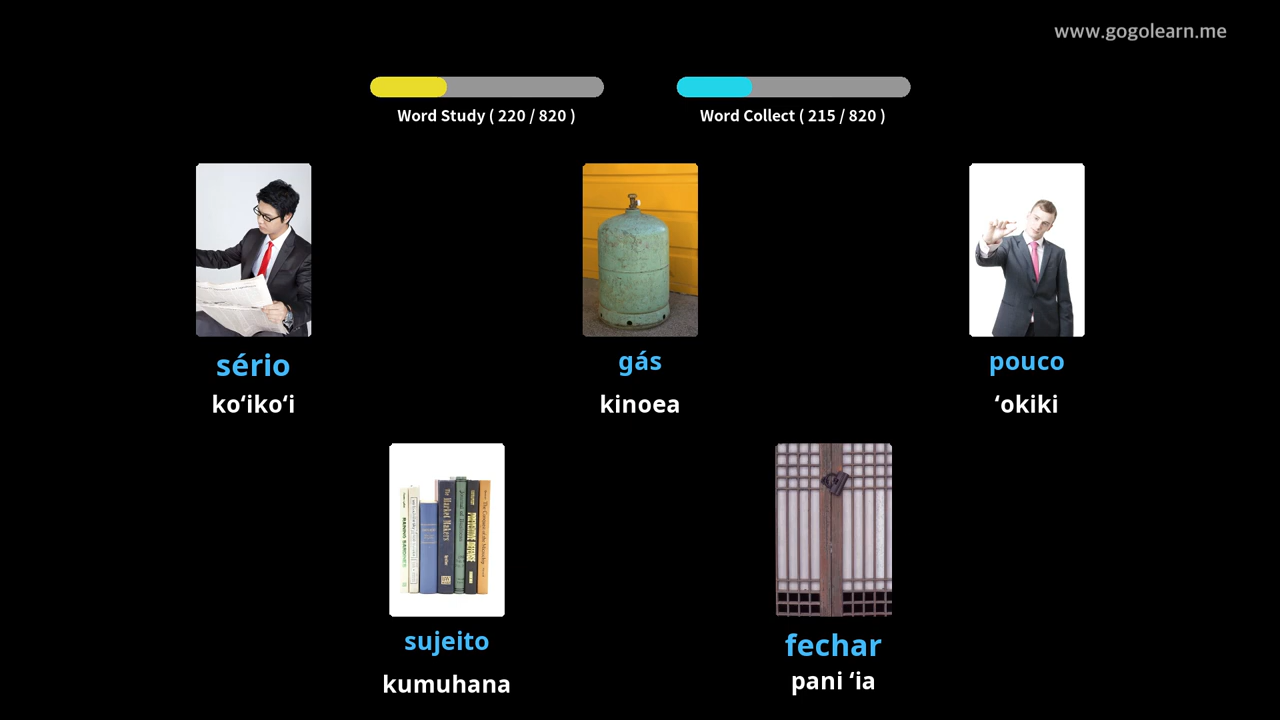 www.gogolearn.me
Word Study ( 220 / 820 )
Word Collect ( 215 / 820 )
sério
gás
pouco
koʻikoʻi
kinoea
ʻokiki
sujeito
fechar
kumuhana
pani ʻia